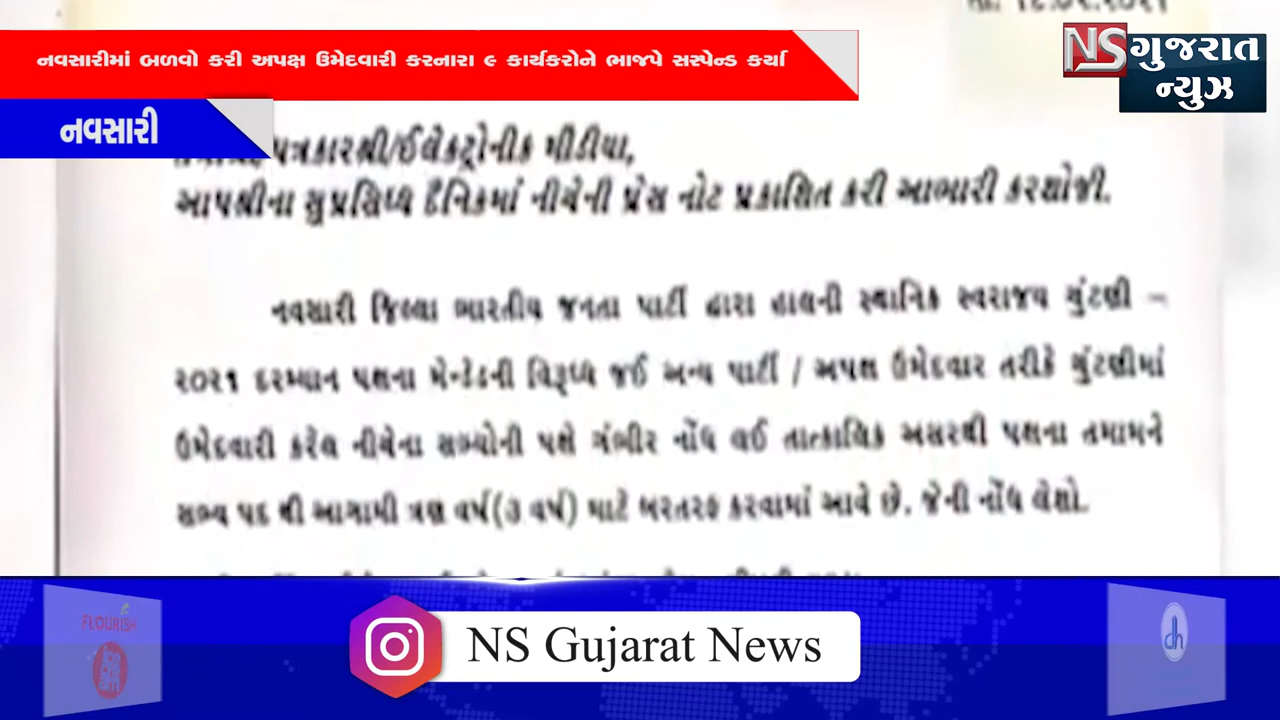 નવસારીમાં બળવો કરી અપક્ષ ઉમેદવારી કરનારા ૯ કાર્યકરોને ભાજપે સસ્પેન્ડ કર્યા
NS ગુજરાત
ન્યુઝ
નવસારી
પત્રકારશ્રી/ઈલેક્ટ્રોનીક મીડીયા,
આપશ્રીના સુપ્રસિધ્ધ દૈનિકમાં નીચેની પ્રેસ નોટ પ્રકાશિત કરી આભારી કરશોજી.
નવસારી જિલ્લા ભારતીય જનતા પાર્ટી દ્વારા હાલની સ્થાનિક સ્વરાજય ચુંટણી –
૨૦૨૧ દરમ્યાન પક્ષના મેન્ડેડની વિરૂધ્ધ જઈ અન્ય પાર્ટી / અપક્ષ ઉમેદવાર તરીકે ચુંટણીમાં
ઉમેદવારી કરેલ નીચેના સભ્યોની પક્ષે ગંભીર નોંધ લઈ તાત્કાલિક અસરથી પક્ષના તમામને
સભ્ય પદ થી આગામી ત્રણ વર્ષ(૩ વર્ષ) માટે બરતરફ કરવામાં આવે છે. જેની નોંધ લેશો.
FLOURISH
NS Gujarat News
dh